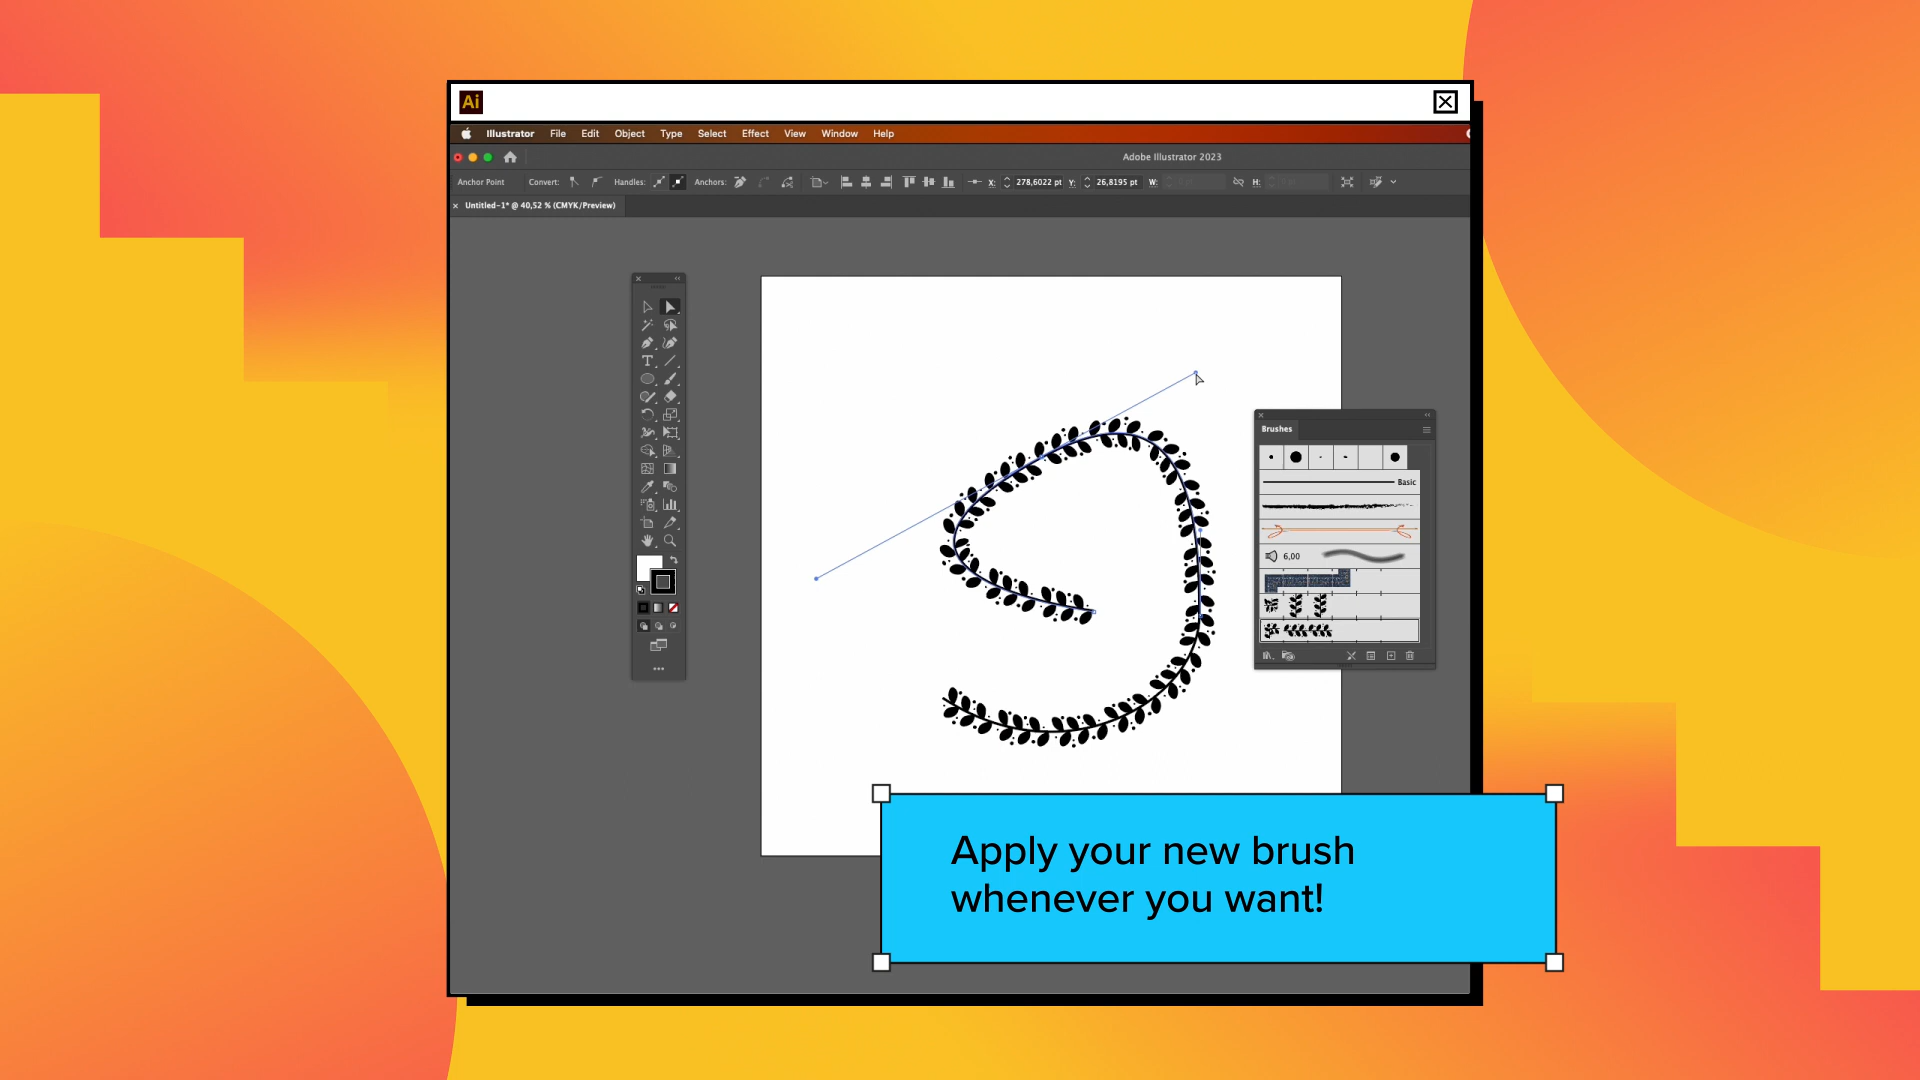 Ai
Illustrator File Edit Object Type Select Effect View Window Help
Adobe Illustrator 2023
Anchor Point Convert: Handles: Anchors: X: 278,6022 pt Y: 26,8195 pt W: H:
× Untitled-1* @ 40,52 % (CMYK/Preview)
Brushes
Basic
6,00
Apply your new brush
whenever you want!